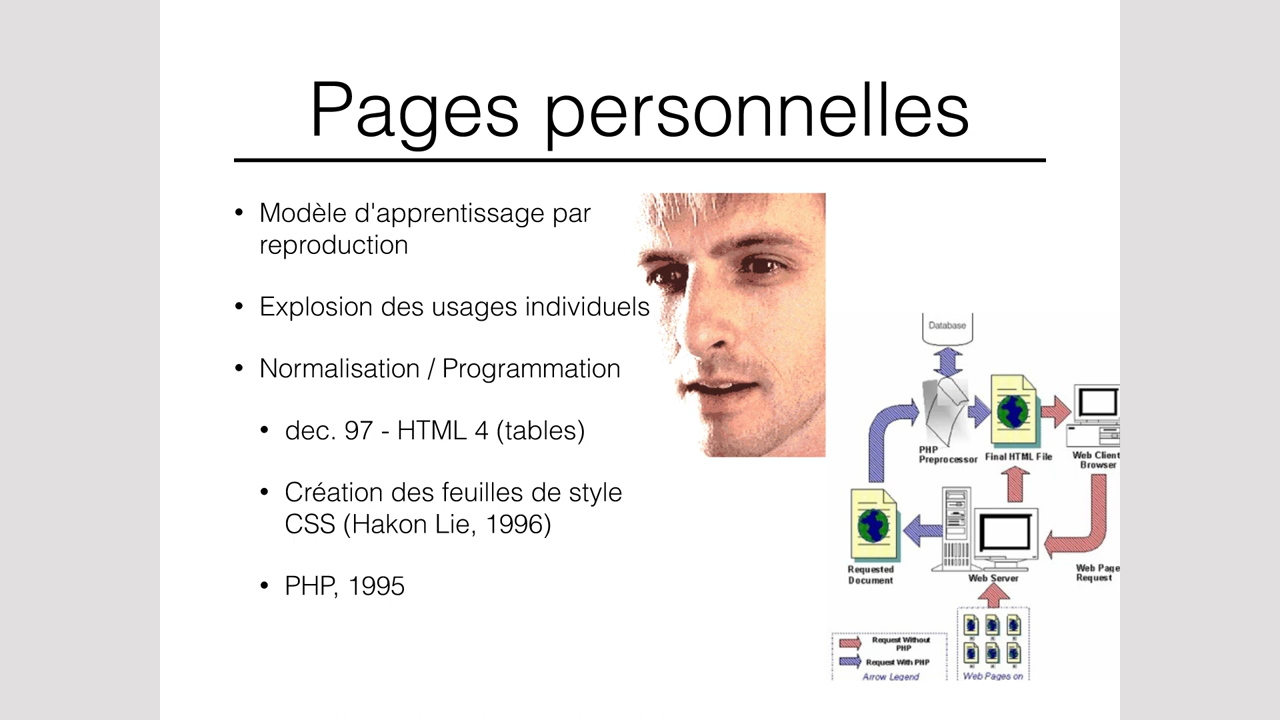 Pages personnelles
• Modèle d'apprentissage par
reproduction
• Explosion des usages individuels
• Normalisation / Programmation
• dec. 97 - HTML 4 (tables)
• Création des feuilles de style
CSS (Hakon Lie, 1996)
• PHP, 1995
Database
PHP
Preprocessor
Final HTML File
Web Client
Browser
Requested
Document
Web Server
Web Page
Request
Request Without
PHP
Request With PHP
Arrow Legend
Web Pages on